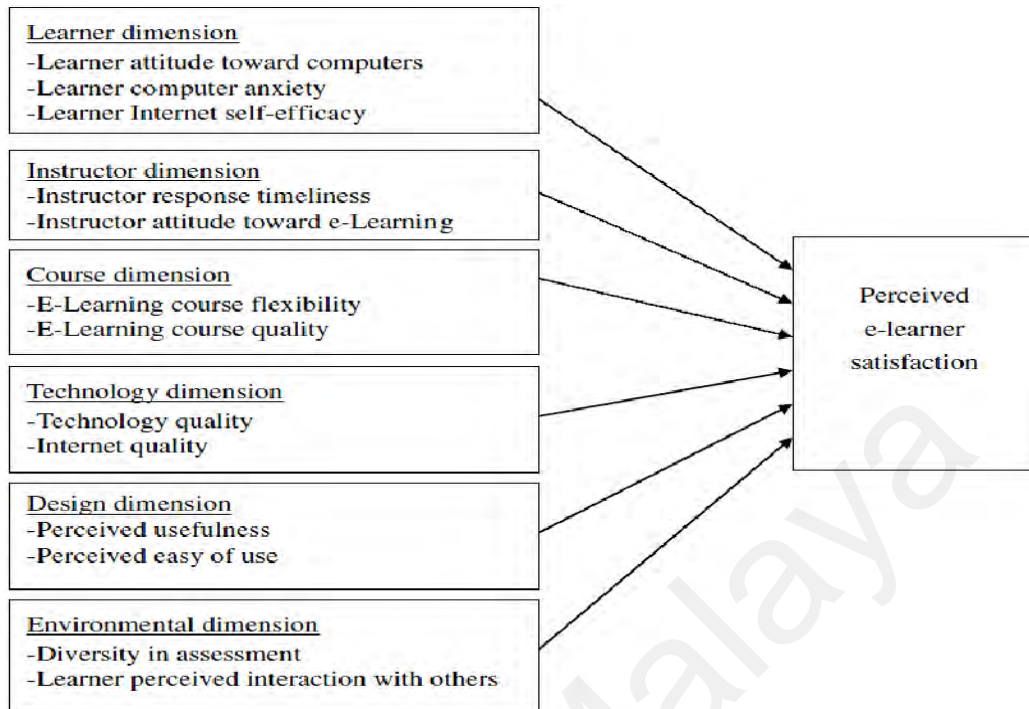 Learner dimension
-Learner attitude toward computers
-Learner computer anxiety
-Learner Internet self-efficacy
Instructor dimension
-Instructor response timeliness
-Instructor attitude toward e-Learning
Course dimension
-E-Learning course flexibility
-E-Learning course quality
Technology dimension
-Technology quality
-Internet quality
Design dimension
-Perceived usefulness
-Perceived easy of use
Environmental dimension
-Diversity in assessment
-Learner perceived interaction with others
Perceived
e-learner
satisfaction
Malaya